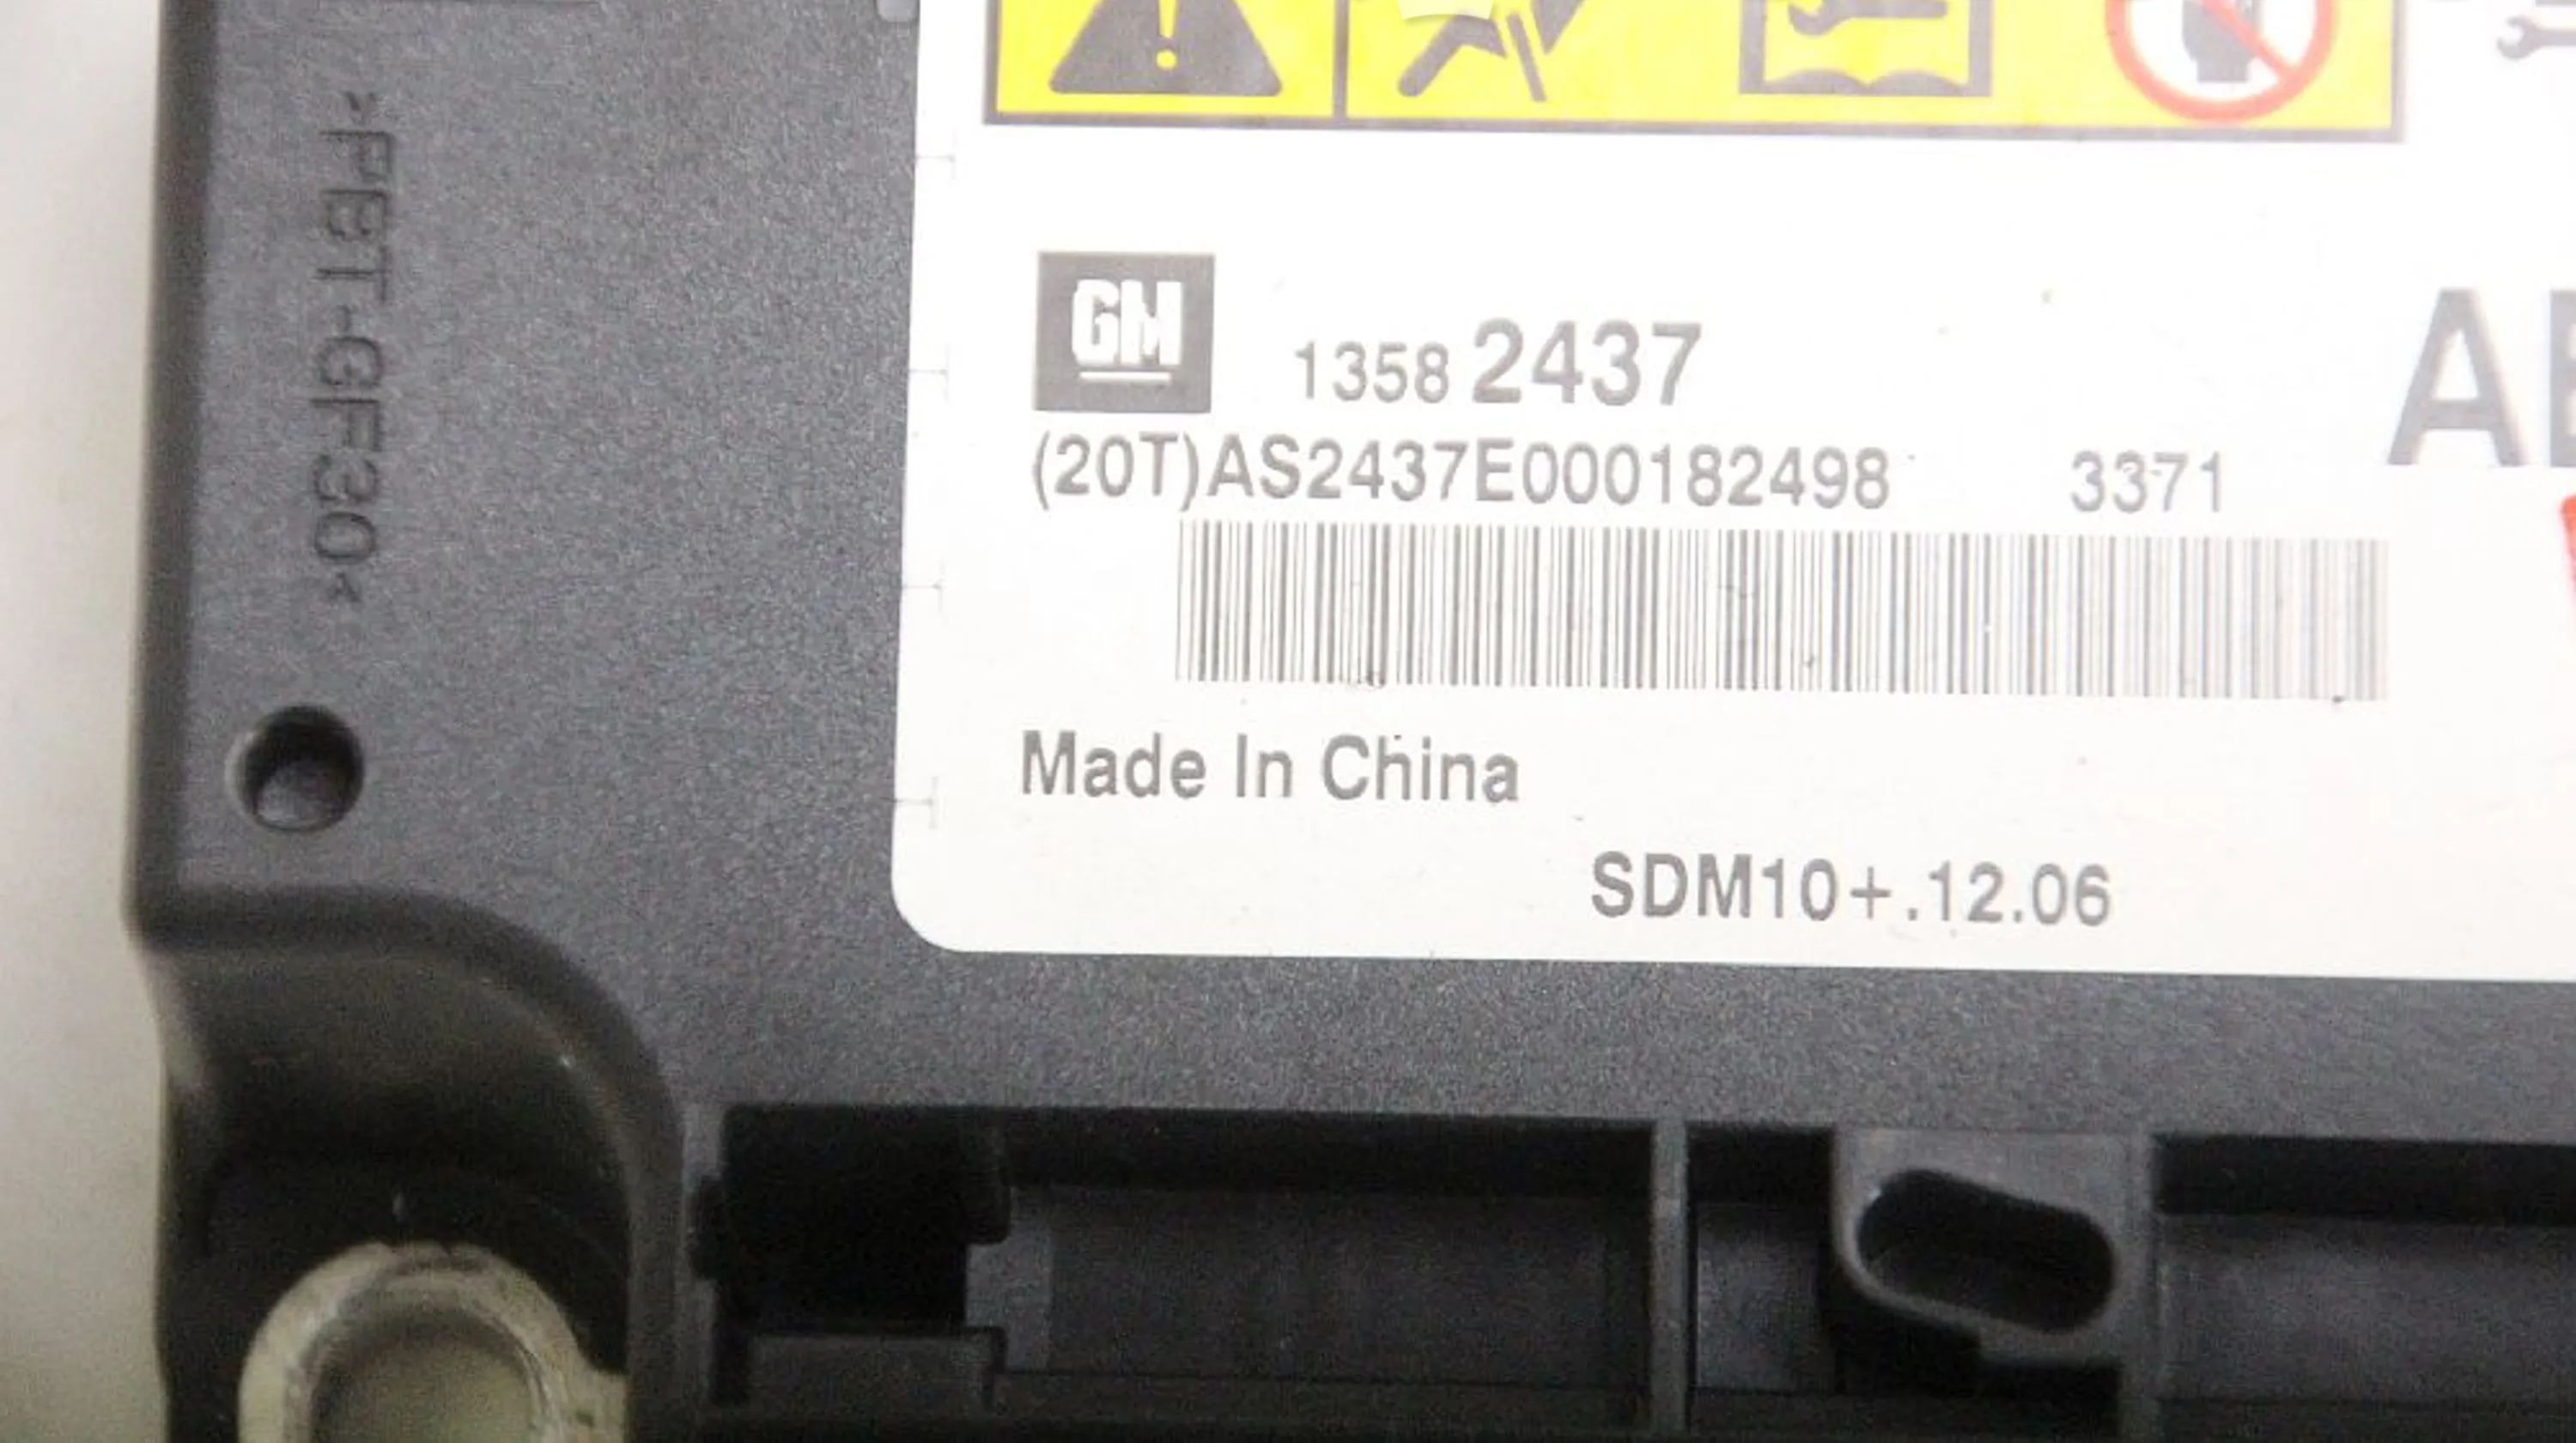 >PBT-GF30<
GM
1358 2437
(20T)AS2437E000182498 3371
Made In China
SDM10+.12.06